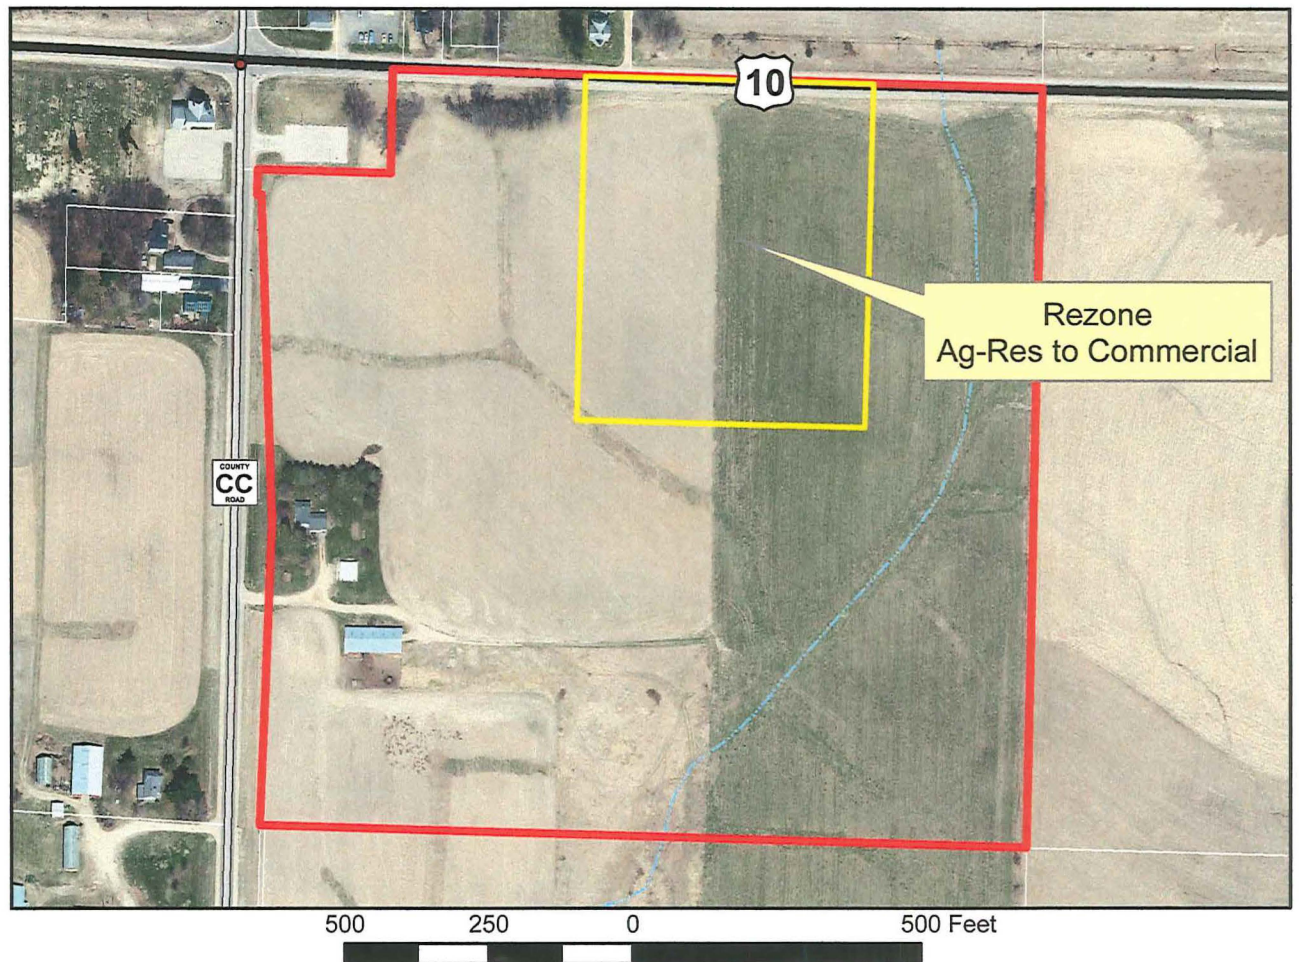 10
Rezone
Ag-Res to Commercial
COUNTY
CC
ROAD
500 250 0 500 Feet